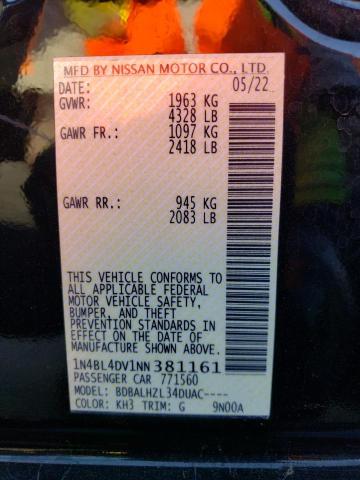 MFD BY NISSAN MOTOR CO., LTD.
DATE: 05/22
GVWR: 1963 KG
4328 LB
GAWR FR.: 1097 KG
2418 LB
GAWR RR.: 945 KG
2083 LB
THIS VEHICLE CONFORMS TO
ALL APPLICABLE FEDERAL
MOTOR VEHICLE SAFETY,
BUMPER, AND THEFT
PREVENTION STANDARDS IN
EFFECT ON THE DATE OF
MANUFACTURE SHOWN ABOVE.
1N4BL4DV1NN381161
PASSENGER CAR 771560
MODEL: BDBALHZL34DUAC----
COLOR: KH3 TRIM: G 9N00A